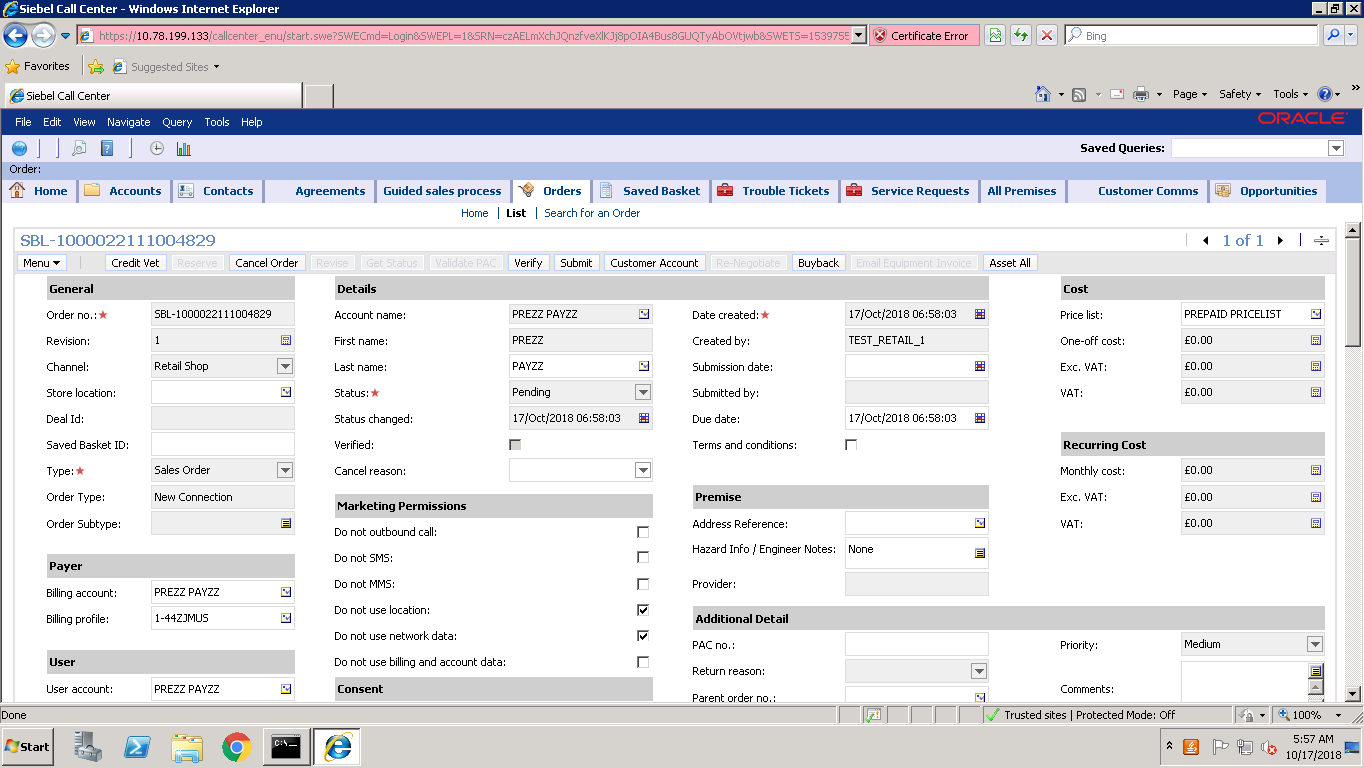 Siebel Call Center - Windows Internet Explorer
https://10.78.199.133/callcenter_enu/start.swe?SWECmd=Login&SWEPL=1&SRN=czAELmXchJQnzfveXlKJj8pOIA4Bus8GUQTyAbOVtjwb&SWETS=1539755 Certificate Error Bing
Favorites Suggested Sites
Siebel Call Center Page Safety Tools
File Edit View Navigate Query Tools Help ORACLE
Saved Queries:
Order:
Home Accounts Contacts Agreements Guided sales process Orders Saved Basket Trouble Tickets Service Requests All Premises Customer Comms Opportunities
Home List Search for an Order
SBL-1000022111004829 1 of 1
Menu Credit Vet Reserve Cancel Order Revise Get Status Validate PAC Verify Submit Customer Account Re-Negotiate Buyback Email Equipment Invoice Asset All
General Details Cost
Order no.: SBL-1000022111004829 Account name: PREZZ PAYZZ Date created: 17/Oct/2018 06:58:03 Price list: PREPAID PRICELIST
Revision: 1 First name: PREZZ Created by: TEST_RETAIL_1 One-off cost: £0.00
Channel: Retail Shop Last name: PAYZZ Submission date: Exc. VAT: £0.00
Store location: Status: Pending Submitted by: VAT: £0.00
Deal Id: Status changed: 17/Oct/2018 06:58:03 Due date: 17/Oct/2018 06:58:03
Saved Basket ID: Verified: Terms and conditions: Recurring Cost
Type: Sales Order Cancel reason: Monthly cost: £0.00
Order Type: New Connection Marketing Permissions Premise Exc. VAT: £0.00
Order Subtype: Do not outbound call: Address Reference: VAT: £0.00
Do not SMS: Hazard Info / Engineer Notes: None
Payer
Billing account: PREZZ PAYZZ Do not MMS: Provider:
Billing profile: 1-44ZJMUS Do not use location: Additional Detail
Do not use network data: PAC no.: Priority: Medium
User Do not use billing and account data: Return reason:
User account: PREZZ PAYZZ Consent Parent order no.: Comments:
Done Trusted sites | Protected Mode: Off 100%
Start C:\ 5:57 AM
10/17/2018